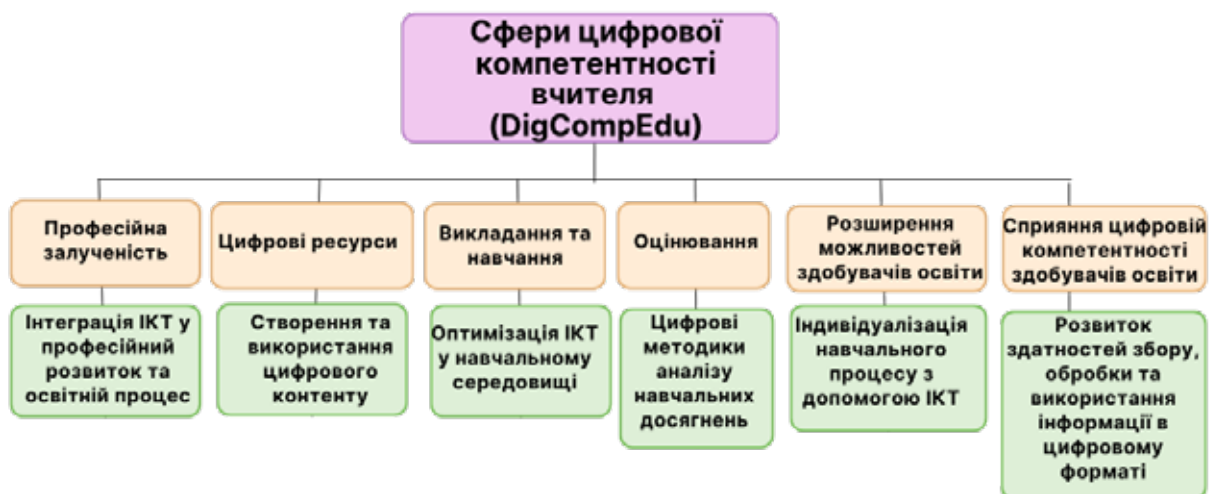 Сфери цифрової
компетентності
вчителя
(DigCompEdu)
Професійна
залученість
Цифрові ресурси
Викладання та
навчання
Оцінювання
Розширення
можливостей
здобувачів освіти
Сприяння цифровій
компетентності
здобувачів освіти
Інтеграція ІКТ у
професійний
розвиток та
освітній процес
Створення та
використання
цифрового
контенту
Оптимізація ІКТ
у навчальному
середовищі
Цифрові
методики
аналізу
навчальних
досягнень
Індивідуалізація
навчального
процесу з
допомогою ІКТ
Розвиток
здатностей збору,
обробки та
використання
інформації в
цифровому
форматі